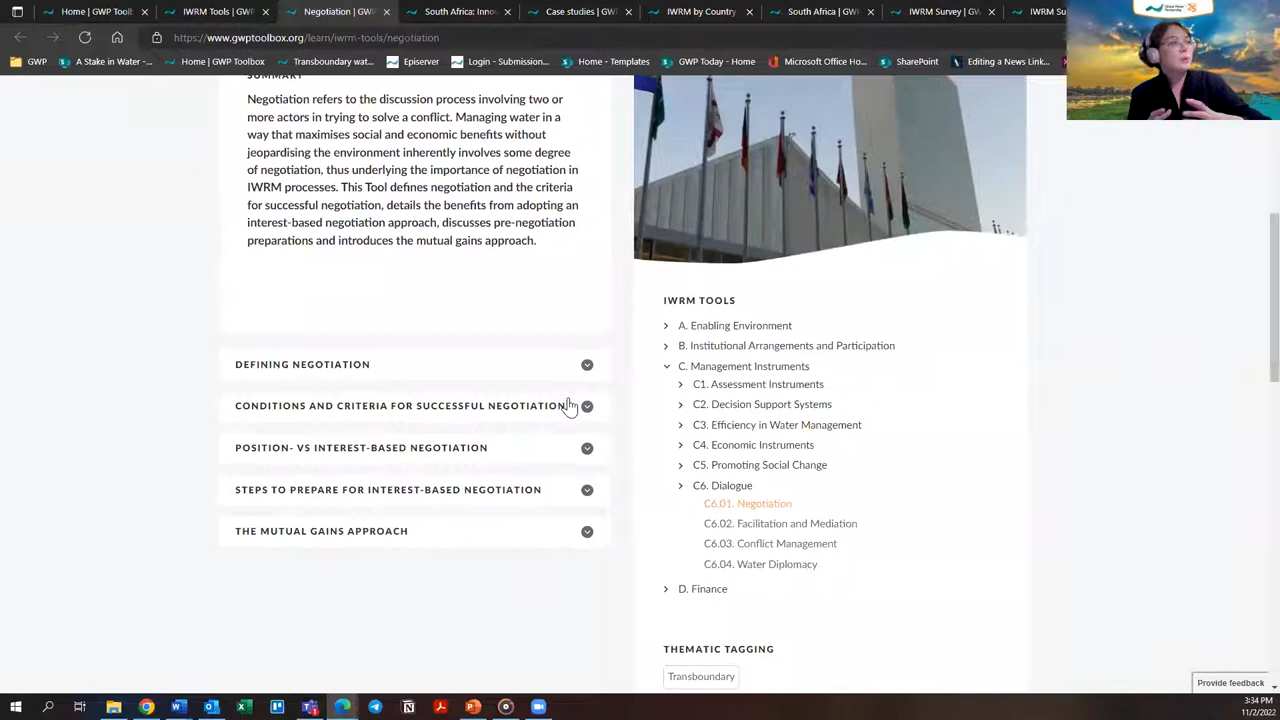 Home | GWP Tool:
IWRM Tools | GW
Negotiation | GW
South Africa: Inno
Case studies | GW
IWRM by Country
South Africa | GW
IWRM Survey | GW
IWRM Su
Global Water
Partnership
https://www.gwptoolbox.org/learn/iwrm-tools/negotiation
GWP
A Stake in Water -...
Home | GWP Toolbox
Transboundary wat...
Episerver
Login - Submission...
Home - Templates
GWP Today - Home
Microsoft Office Ho...
SharePoint
Editing a News Link...
SUMMARY
Negotiation refers to the discussion process involving two or
more actors in trying to solve a conflict. Managing water in a
way that maximises social and economic benefits without
jeopardising the environment inherently involves some degree
of negotiation, thus underlying the importance of negotiation in
IWRM processes. This Tool defines negotiation and the criteria
for successful negotiation, details the benefits from adopting an
interest-based negotiation approach, discusses pre-negotiation
preparations and introduces the mutual gains approach.
DEFINING NEGOTIATION
CONDITIONS AND CRITERIA FOR SUCCESSFUL NEGOTIATION
POSITION- VS INTEREST-BASED NEGOTIATION
STEPS TO PREPARE FOR INTEREST-BASED NEGOTIATION
THE MUTUAL GAINS APPROACH
IWRM TOOLS
A. Enabling Environment
B. Institutional Arrangements and Participation
C. Management Instruments
C1. Assessment Instruments
C2. Decision Support Systems
C3. Efficiency in Water Management
C4. Economic Instruments
C5. Promoting Social Change
C6. Dialogue
C6.01. Negotiation
C6.02. Facilitation and Mediation
C6.03. Conflict Management
C6.04. Water Diplomacy
D. Finance
THEMATIC TAGGING
Transboundary
Provide feedback
3:34 PM
11/2/2022